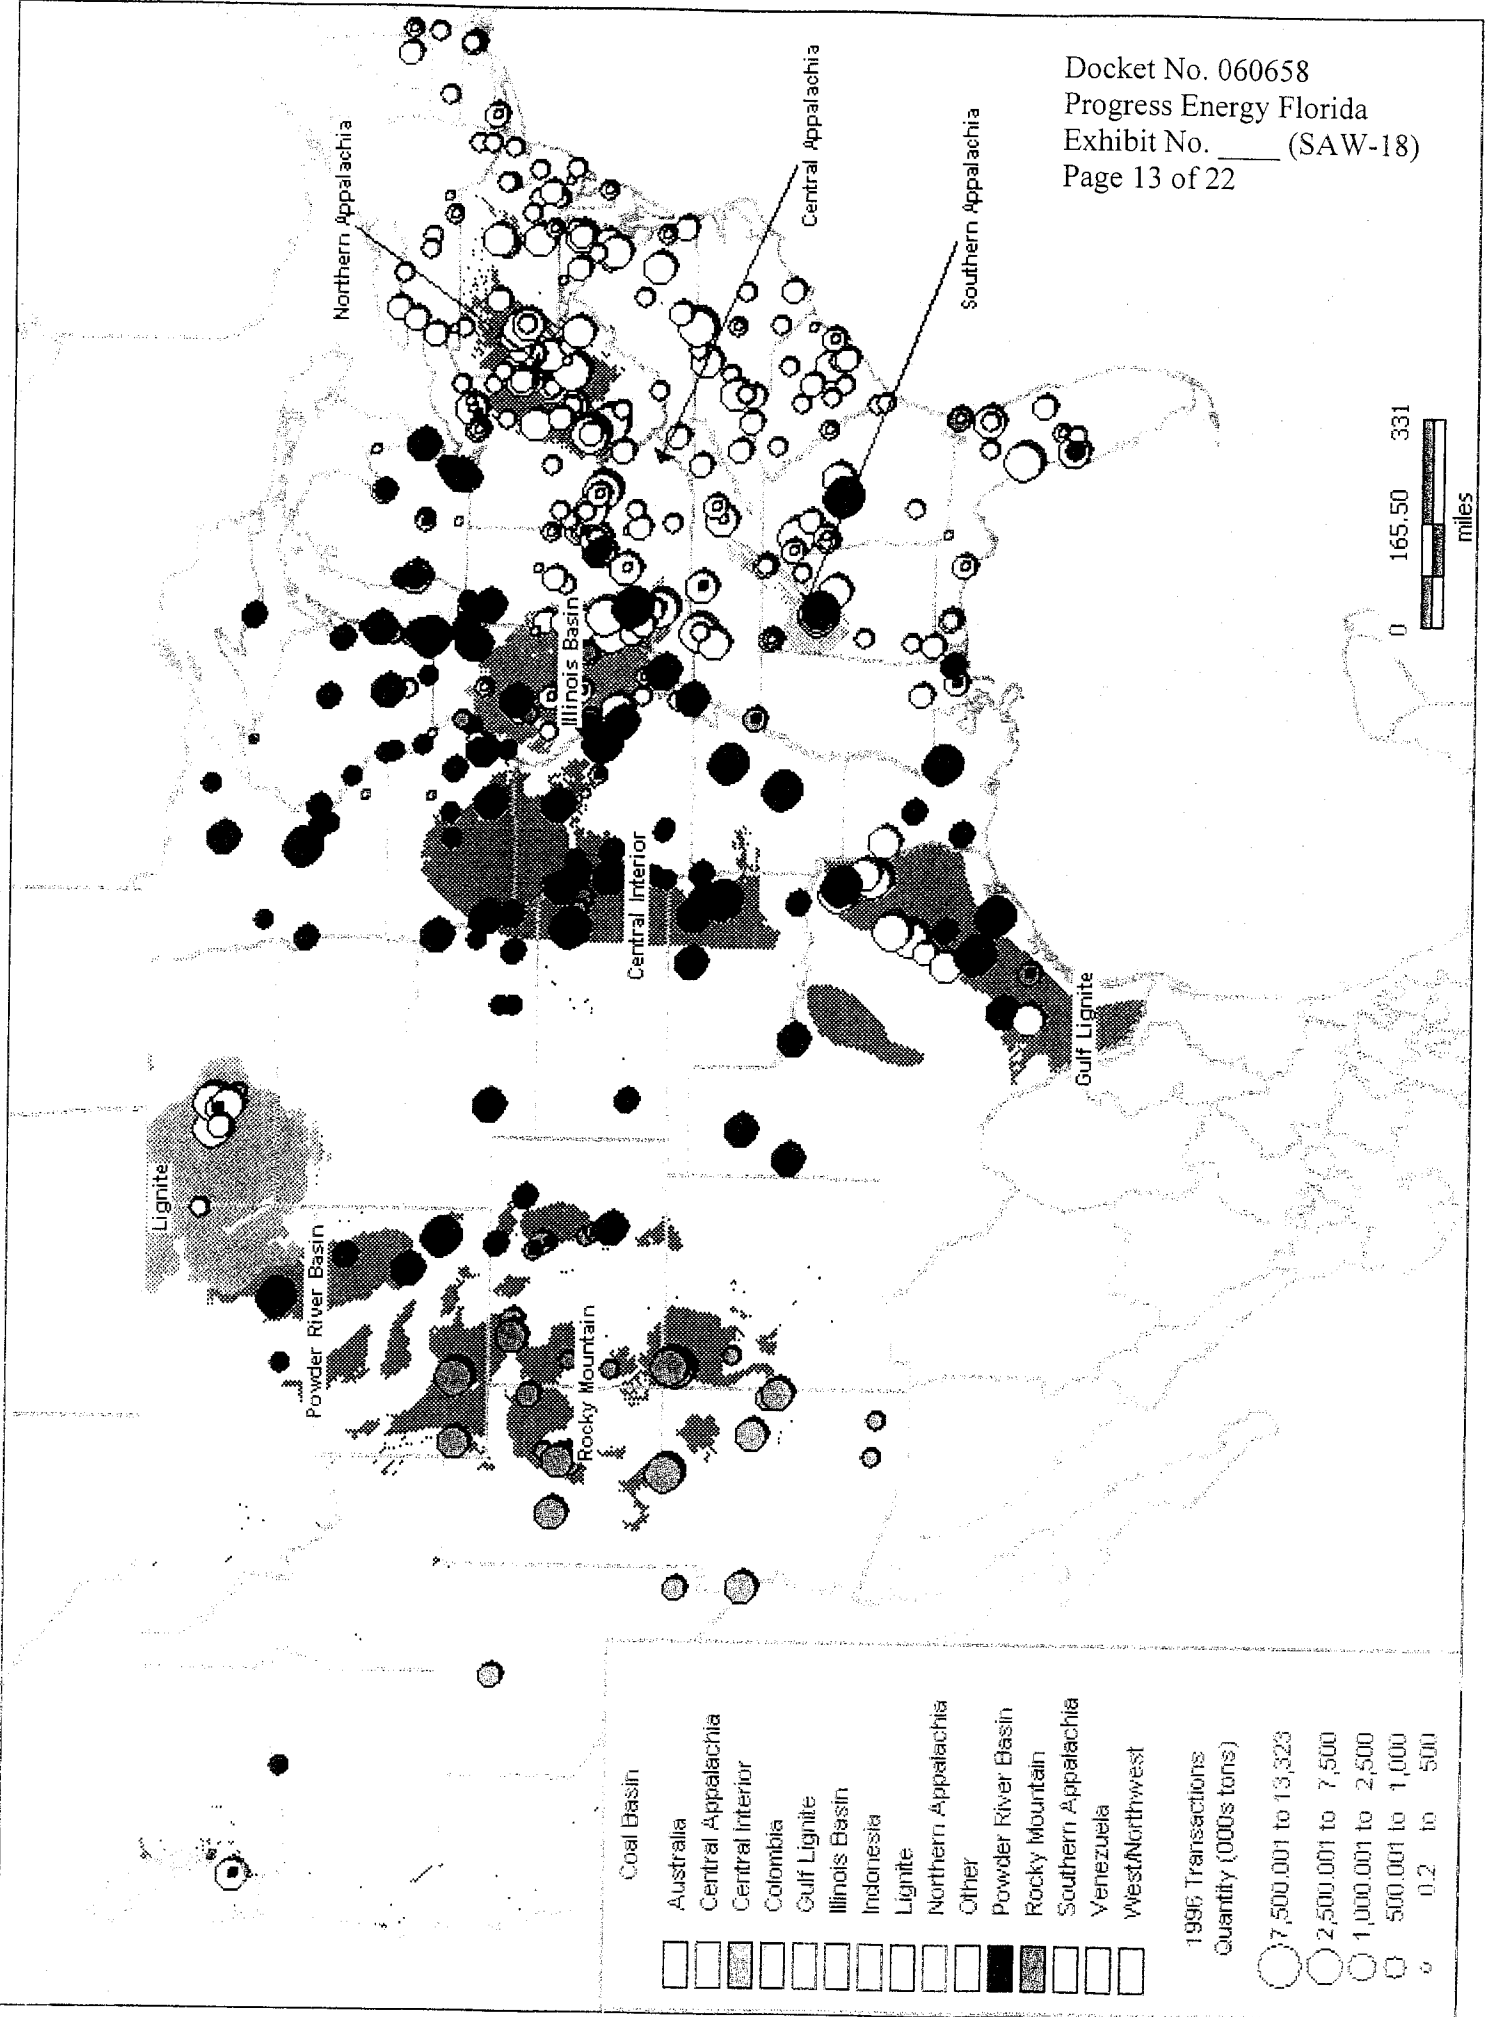 Docket No. 060658
Progress Energy Florida
Exhibit No. ____ (SAW-18)
Page 13 of 22
Northern Appalachia
Central Appalachia
Southern Appalachia
Illinois Basin
Central Interior
Gulf Lignite
Lignite
Powder River Basin
Rocky Mountain
0 165.50 331
miles
Coal Basin
Australia
Central Appalachia
Central Interior
Colombia
Gulf Lignite
Illinois Basin
Indonesia
Lignite
Northern Appalachia
Other
Powder River Basin
Rocky Mountain
Southern Appalachia
Venezuela
West/Northwest
1996 Transactions
Quantity (000s tons)
7,500.001 to 13,323
2,500.001 to 7,500
1,000.001 to 2,500
500.001 to 1,000
0.2 to 500